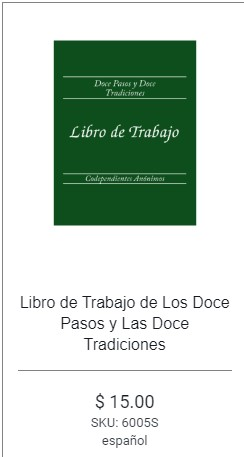 Doce Pasos y Doce
Tradiciones
Libro de Trabajo
Codependientes Anónimos
Libro de Trabajo de Los Doce
Pasos y Las Doce
Tradiciones
$ 15.00
SKU: 6005S
español